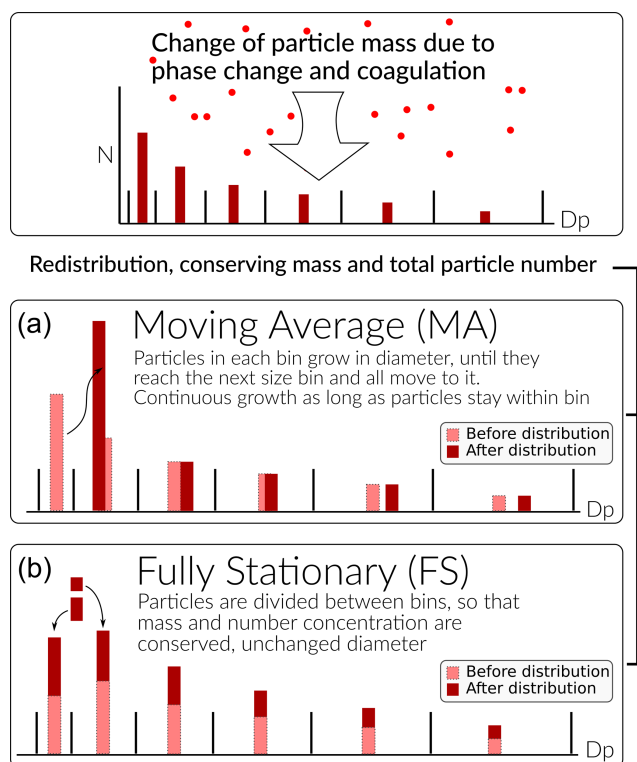 Change of particle mass due to
phase change and coagulation
N
Dp
Redistribution, conserving mass and total particle number
(a)
Moving Average (MA)
Particles in each bin grow in diameter, until they
reach the next size bin and all move to it.
Continuous growth as long as particles stay within bin
Before distribution
After distribution
Dp
(b)
Fully Stationary (FS)
Particles are divided between bins, so that
mass and number concentration are
conserved, unchanged diameter
Before distribution
After distribution
Dp